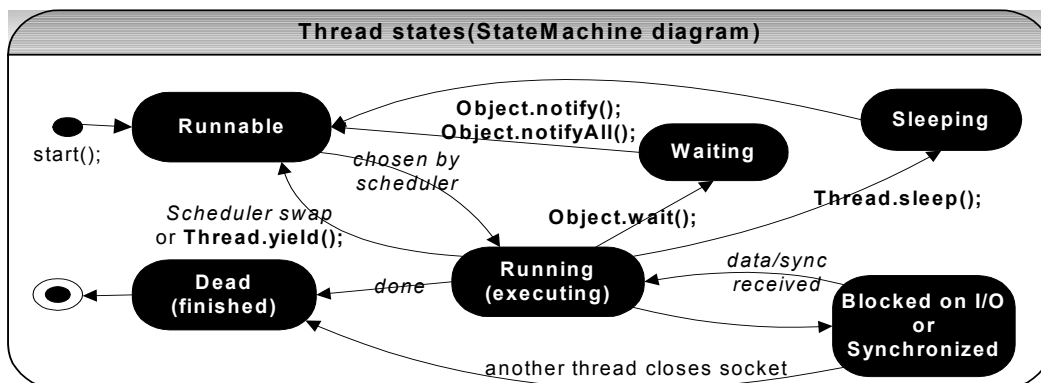 Thread states(StateMachine diagram)
Runnable
start();
Object.notify();
Object.notifyAll();
Sleeping
Waiting
chosen by
scheduler
Scheduler swap
or Thread.yield();
Object.wait();
Thread.sleep();
Dead
(finished)
done
Running
(executing)
data/sync
received
Blocked on I/O
or
Synchronized
another thread closes socket